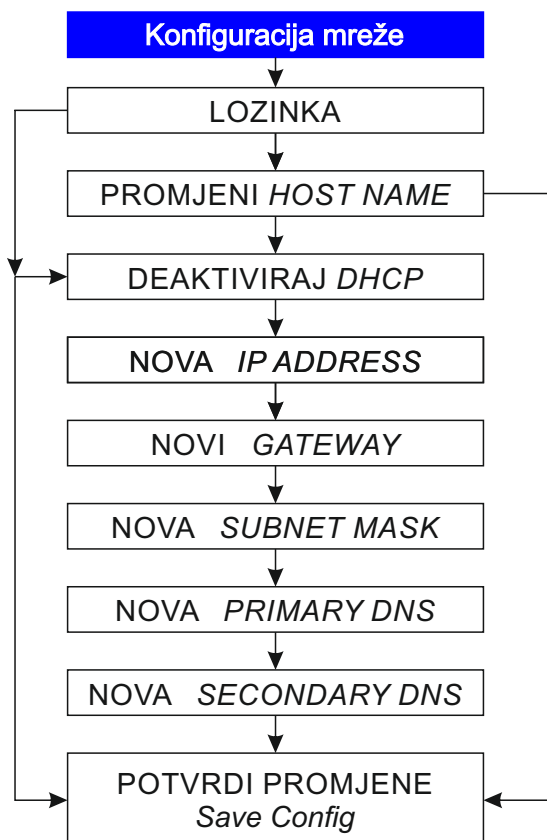 Konfiguracija mreže
LOZINKA
PROMJENI HOST NAME
DEAKTIVIRAJ DHCP
NOVA IP ADDRESS
NOVI GATEWAY
NOVA SUBNET MASK
NOVA PRIMARY DNS
NOVA SECONDARY DNS
POTVRDI PROMJENE
Save Config